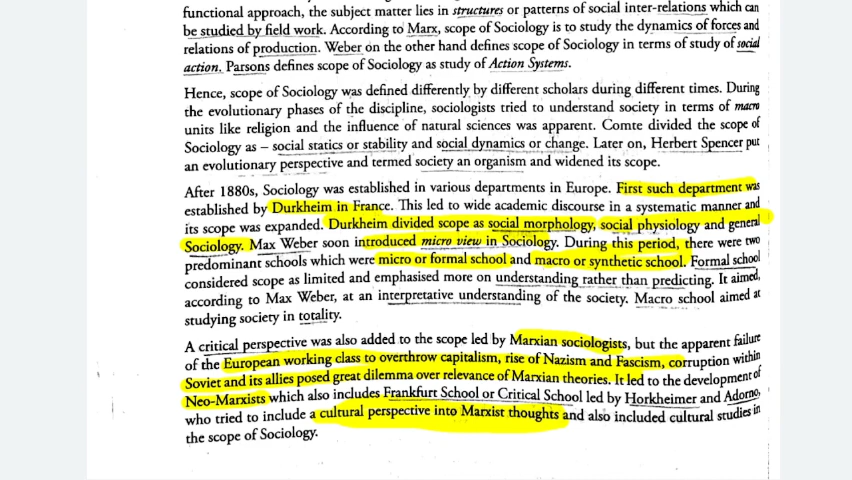 functional approach, the subject matter lies in structures or patterns of social inter-relations which can
be studied by field work. According to Marx, scope of Sociology is to study the dynamics of forces and
relations of production. Weber on the other hand defines scope of Sociology in terms of study of social
action. Parsons defines scope of Sociology as study of Action Systems.
Hence, scope of Sociology was defined differently by different scholars during different times. During
the evolutionary phases of the discipline, sociologists tried to understand society in terms of macro
units like religion and the influence of natural sciences was apparent. Comte divided the scope of
Sociology as – social statics or stability and social dynamics or change. Later on, Herbert Spencer put
an evolutionary perspective and termed society an organism and widened its scope.
After 1880s, Sociology was established in various departments in Europe. First such department was
established by Durkheim in France. This led to wide academic discourse in a systematic manner and
its scope was expanded. Durkheim divided scope as social morphology, social physiology and general
Sociology. Max Weber soon introduced micro view in Sociology. During this period, there were two
predominant schools which were micro or formal school and macro or synthetic school. Formal school
considered scope as limited and emphasised more on understanding rather than predicting. It aimed,
according to Max Weber, at an interpretative understanding of the society. Macro school aimed at
studying society in totality.
A critical perspective was also added to the scope led by Marxian sociologists, but the apparent failure
of the European working class to overthrow capitalism, rise of Nazism and Fascism, corruption within
Soviet and its allies posed great dilemma over relevance of Marxian theories. It led to the development of
Neo-Marxists which also includes Frankfurt School or Critical School led by Horkheimer and Adorno,
who tried to include a cultural perspective into Marxist thoughts and also included cultural studies in
the scope of Sociology.